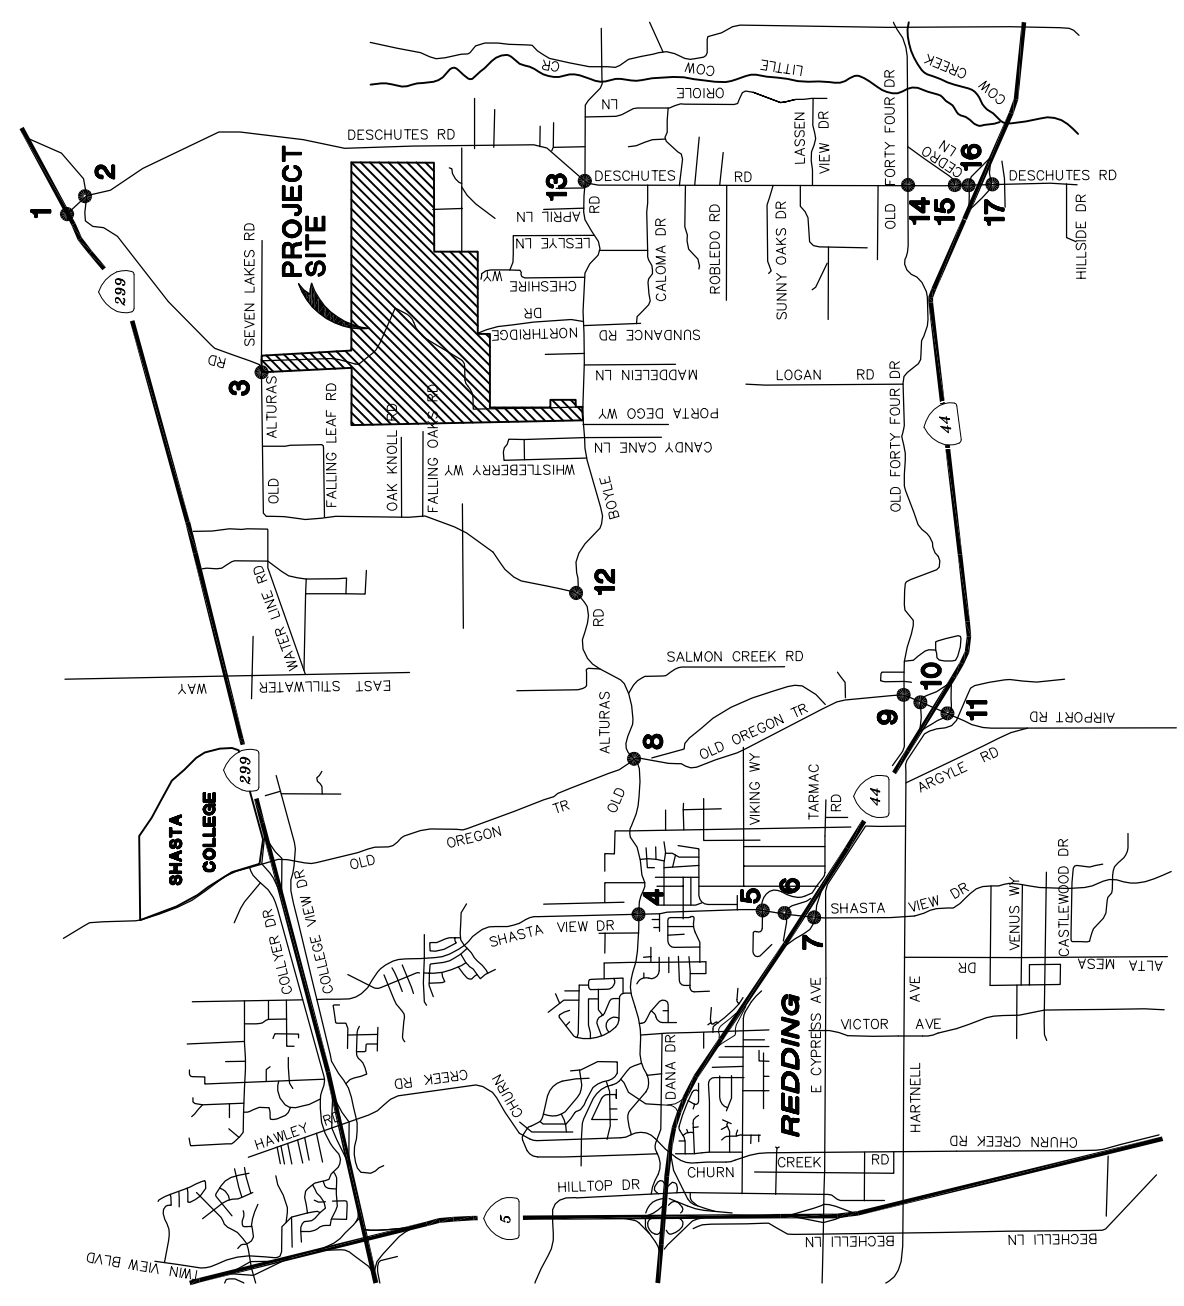 CR
COW
LITTLE
CREEK
COW
LN
ORIOLE
DESCHUTES RD
LASSEN
VIEW DR
OLD
FORTY FOUR DR
CEDRO
LN
16
2
1
13
DESCHUTES
RD
14
15
17
DESCHUTES RD
PROJECT
SITE
SEVEN LAKES RD
APRIL LN
RD
LESLYE LN
CHESHIRE
WY
NORTHRIDGE
DR
CALOMA DR
ROBLEDO RD
SUNNY OAKS DR
HILLSIDE DR
299
SUNDANCE RD
RD
3
MADDELEIN LN
LOGAN RD
ALTURAS
OLD
FALLING LEAF RD
OAK KNOLL RD
FALLING OAKS RD
PORTA DEGO WY
CANDY CANE LN
WHISTLEBERRY WY
OLD FORTY FOUR DR
44
BOYLE
RD
12
WATER LINE RD
EAST STILLWATER
WAY
SALMON CREEK RD
ALTURAS
OLD
8
OLD OREGON TR
9
10
11
AIRPORT RD
ARGYLE RD
299
SHASTA
COLLEGE
OLD
OREGON
TR
VIKING WY
TARMAC
RD
44
4
5
6
7
SHASTA VIEW DR
SHASTA
VIEW DR
COLLYER DR
COLLEGE VIEW DR
VENUS WY
CASTLEWOOD DR
ALTA MESA
DR
REDDING
E CYPRESS AVE
VICTOR AVE
HARTNELL
AVE
DANA DR
CHURN
CREEK RD
HAWLEY RD
CHURN
CREEK
RD
CHURN CREEK RD
HILLTOP DR
5
TWIN VIEW BLVD
BECHELLI LN
BECHELLI LN